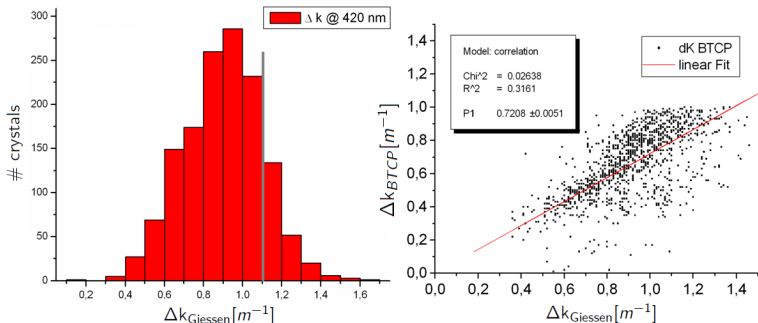 Δ k @ 420 nm
# crystals
300
250
200
150
100
50
0
0,2 0,4 0,6 0,8 1,0 1,2 1,4 1,6
Δk_Giessen[m⁻¹]
Model: correlation
Chi^2 = 0.02638
R^2 = 0.3161
P1 0.7208 ±0.0051
dK BTCP
linear Fit
Δk_BTCP[m⁻¹]
1,4
1,2
1,0
0,8
0,6
0,4
0,2
0,0
0,0 0,2 0,4 0,6 0,8 1,0 1,2 1,4
Δk_Giessen[m⁻¹]